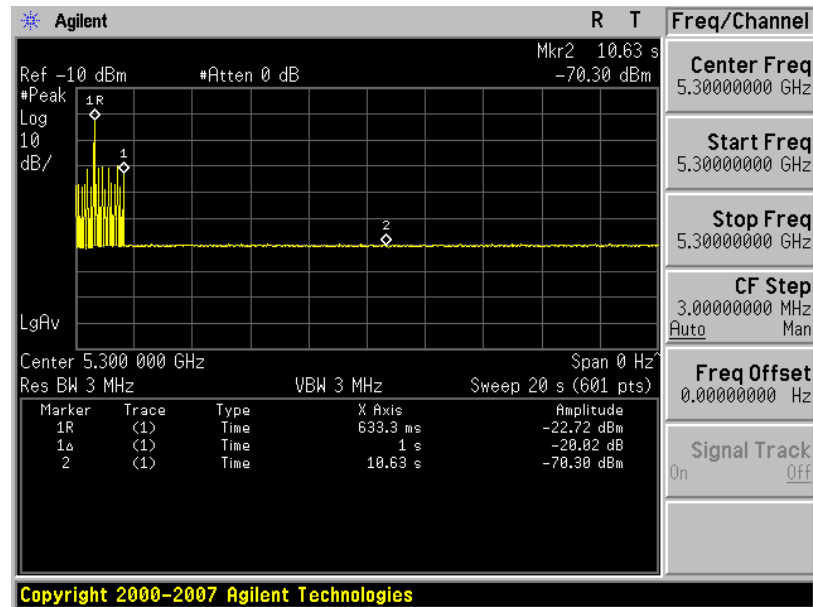 Agilent R T
Mkr2 10.63 s
Ref -10 dBm #Atten 0 dB -70.30 dBm
#Peak
Log
10
dB/
1R
1
2
LgAv
Center 5.300 000 GHz Span 0 Hz^
Res BW 3 MHz VBW 3 MHz Sweep 20 s (601 pts)
Marker Trace Type X Axis Amplitude
1R (1) Time 633.3 ms -22.72 dBm
1Δ (1) Time 1 s -20.02 dB
2 (1) Time 10.63 s -70.30 dBm
Freq/Channel
Center Freq
5.30000000 GHz
Start Freq
5.30000000 GHz
Stop Freq
5.30000000 GHz
CF Step
3.00000000 MHz
Auto Man
Freq Offset
0.00000000 Hz
Signal Track
On Off
Copyright 2000-2007 Agilent Technologies